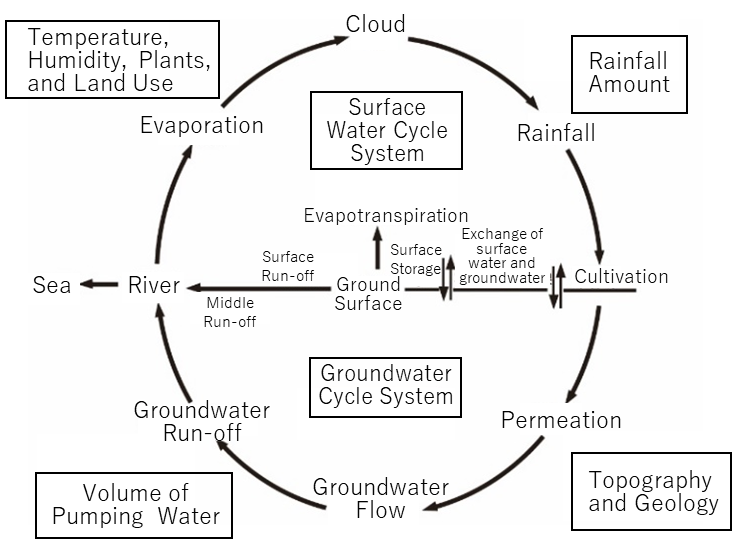 Cloud
Temperature,
Humidity, Plants,
and Land Use
Rainfall
Amount
Surface
Water Cycle
System
Evaporation
Rainfall
Evapotranspiration
Exchange of
surface
water and
groundwater
Surface
Storage
Surface
Run-off
Sea
River
Ground
Surface
Cultivation
Middle
Run-off
Groundwater
Cycle System
Groundwater
Run-off
Permeation
Volume of
Pumping Water
Groundwater
Flow
Topography
and Geology